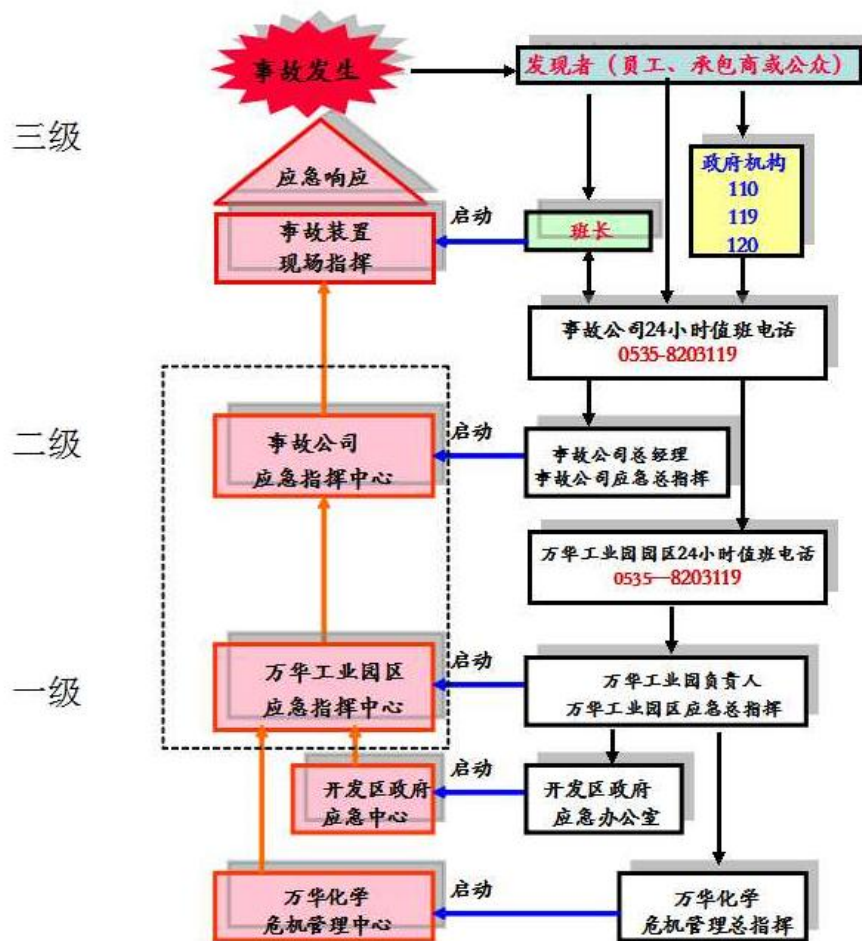 事故发生
发现者（员工、承包商或公众）
三级
应急响应
政府机构
110
119
120
启动
事故装置
现场指挥
班长
事故公司24小时值班电话
0535-8203119
二级
启动
事故公司
应急指挥中心
事故公司总经理
事故公司应急总指挥
万华工业园园区24小时值班电话
0535—8203119
一级
启动
万华工业园区
应急指挥中心
万华工业园负责人
万华工业园区应急总指挥
启动
开发区政府
应急中心
开发区政府
应急办公室
启动
万华化学
危机管理中心
万华化学
危机管理总指挥